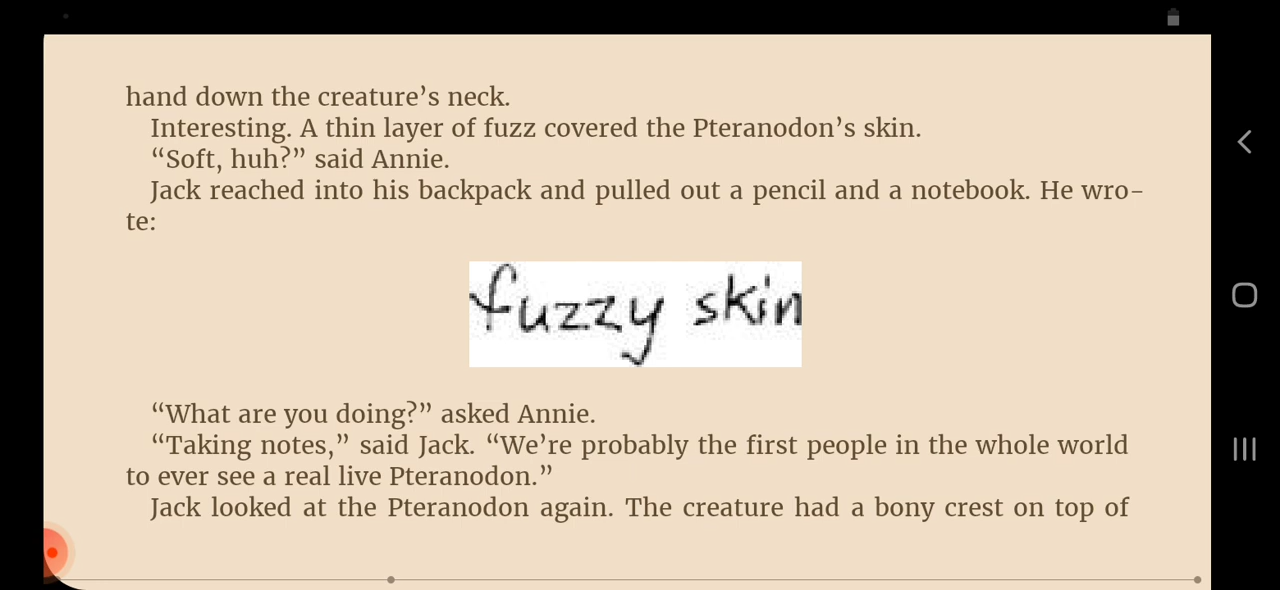 hand down the creature’s neck.
Interesting. A thin layer of fuzz covered the Pteranodon’s skin.
“Soft, huh?” said Annie.
Jack reached into his backpack and pulled out a pencil and a notebook. He wro-
te:
fuzzy skin
“What are you doing?” asked Annie.
“Taking notes,” said Jack. “We’re probably the first people in the whole world
to ever see a real live Pteranodon.”
Jack looked at the Pteranodon again. The creature had a bony crest on top of